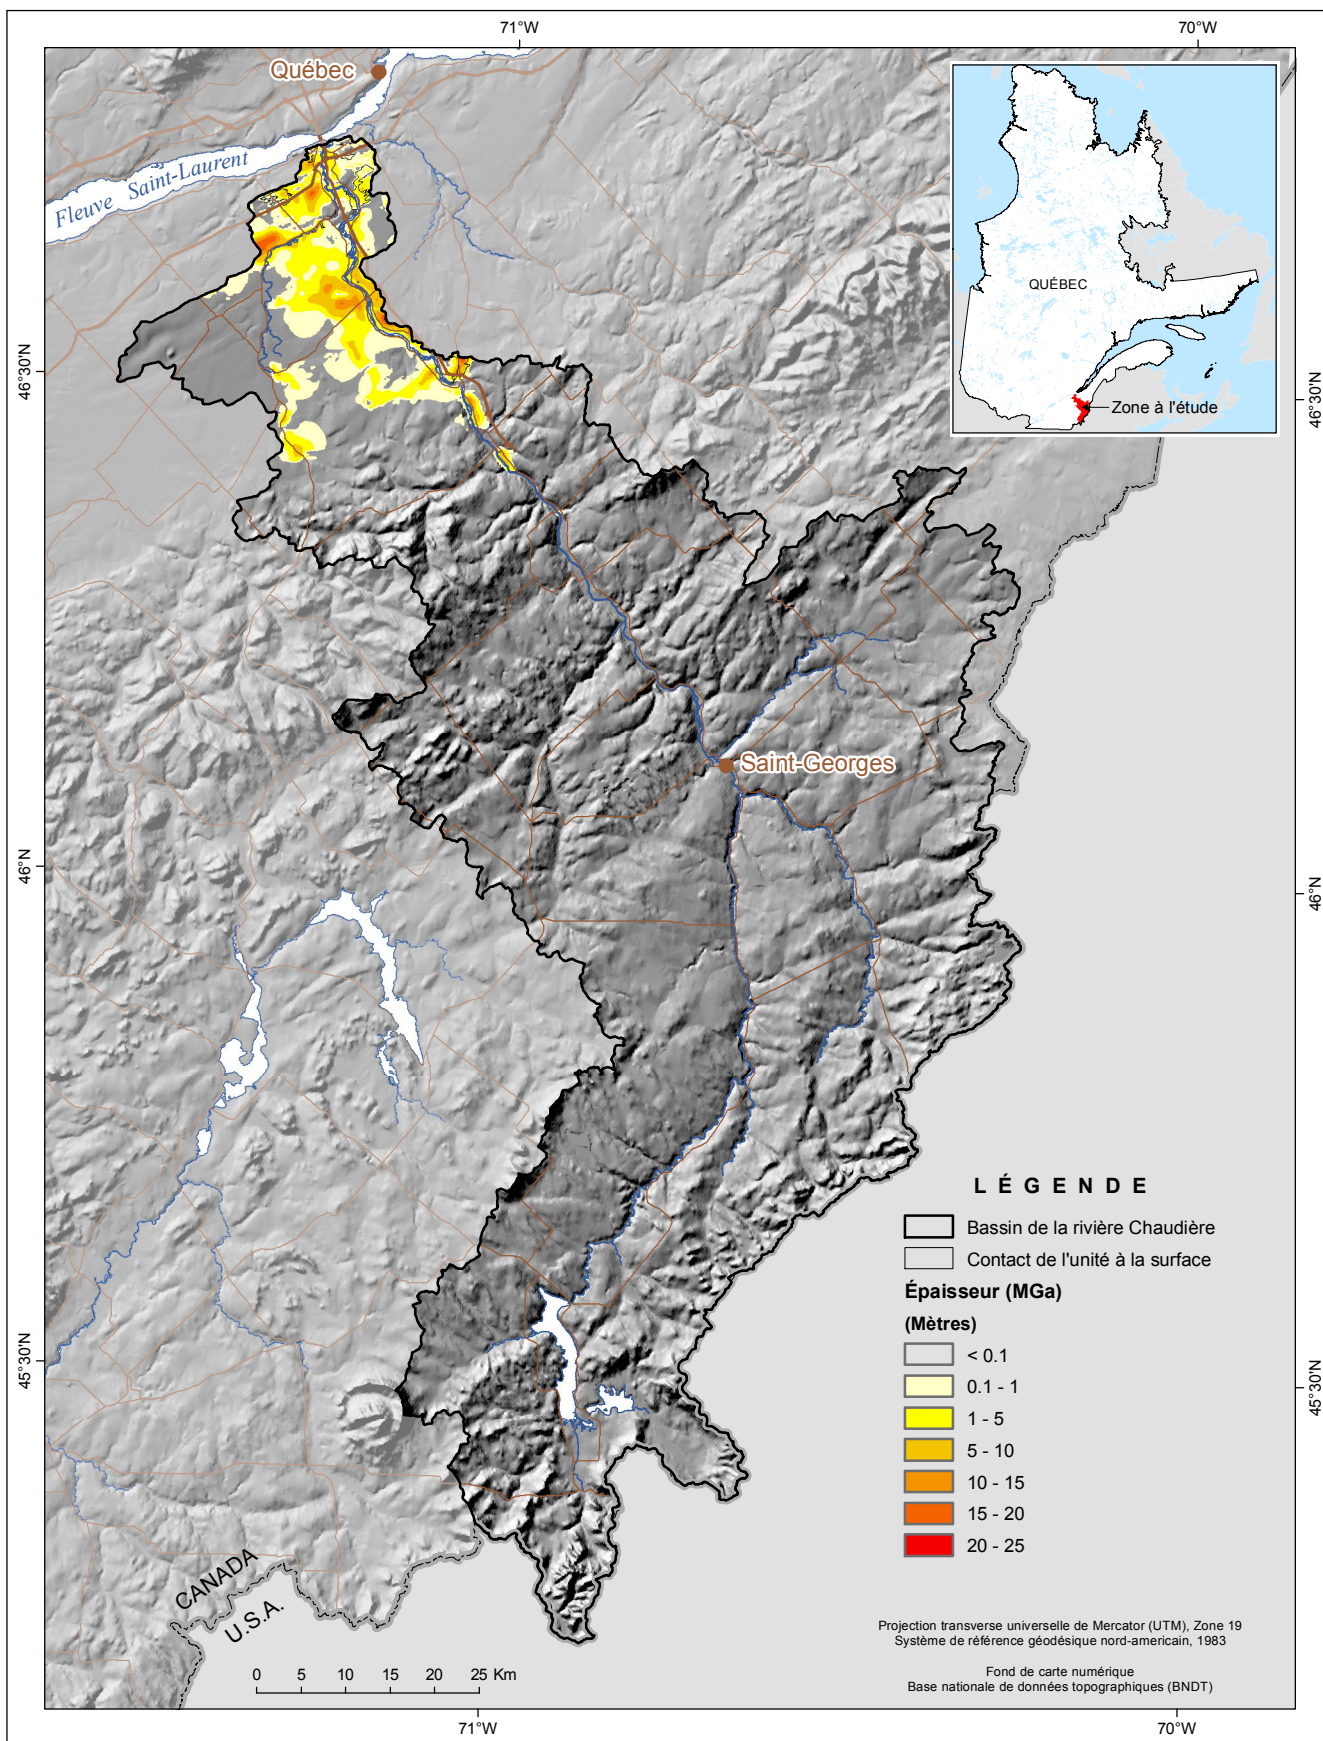 71°W
70°W
Québec
Fleuve Saint-Laurent
QUÉBEC
Zone à l'étude
46°30'N
46°30'N
Saint-Georges
46°N
46°N
LÉGENDE
Bassin de la rivière Chaudière
Contact de l'unité à la surface
Épaisseur (MGa)
(Mètres)
< 0.1
0.1 - 1
1 - 5
5 - 10
10 - 15
15 - 20
20 - 25
45°30'N
45°30'N
CANADA
U.S.A.
Projection transverse universelle de Mercator (UTM), Zone 19
Système de référence géodésique nord-americain, 1983
Fond de carte numérique
Base nationale de données topographiques (BNDT)
0 5 10 15 20 25 Km
71°W
70°W